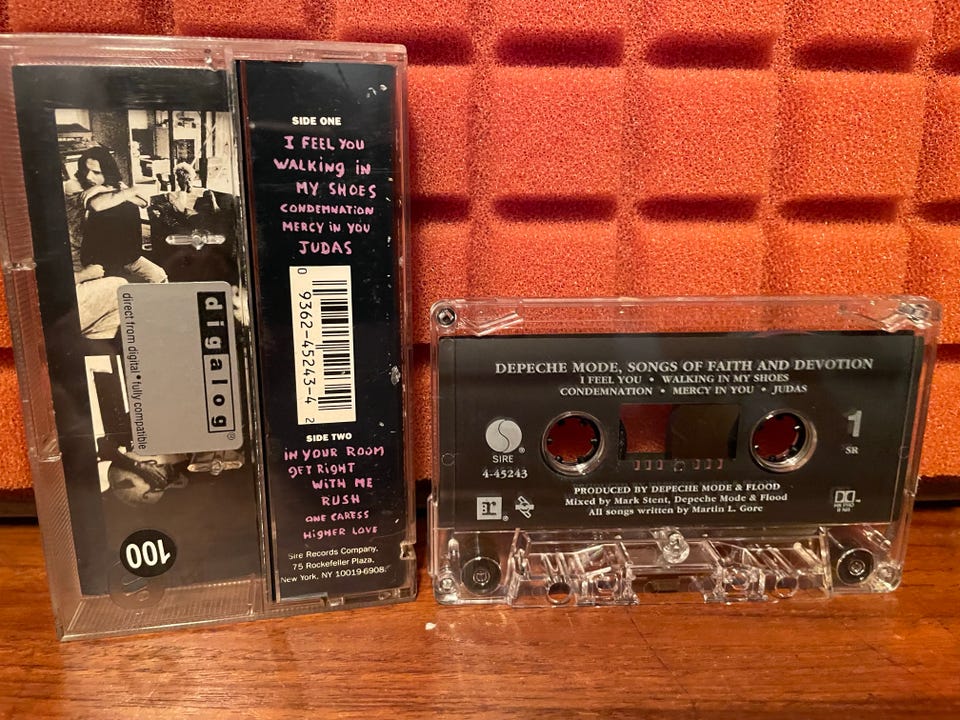 SIDE ONE
I FEEL YOU
WALKING iN
MY SHOES
CONDEMNATION
MERCY iN YOU
JUDAS
0 9362-45243-4 2
SIDE TWO
iN YOUR ROOM
GET RiGHT
WiTH ME
RUSH
ONE CARESS
HiGHER LOVE
Sire Records Company,
75 Rockefeller Plaza,
New York, NY 10019-6908.
digalog®
direct from digital • fully compatible
100
DEPECHE MODE, SONGS OF FAITH AND DEVOTION
I FEEL YOU • WALKING IN MY SHOES
CONDEMNATION • MERCY IN YOU • JUDAS
1
SR
SIRE
4-45243
PRODUCED BY DEPECHE MODE & FLOOD
Mixed by Mark Stent, Depeche Mode & Flood
All songs written by Martin L. Gore
r®
HX PRO
B NR